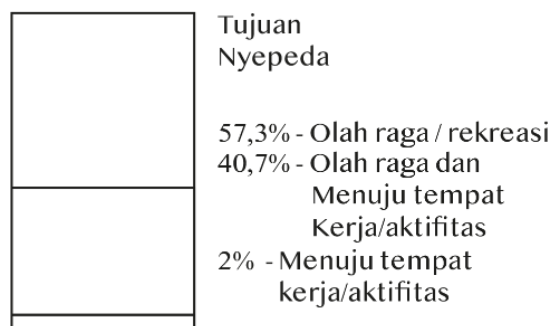 Tujuan
Nyepeda
57,3% - Olah raga / rekreasi
40,7% - Olah raga dan
Menuju tempat
Kerja/aktifitas
2% - Menuju tempat
kerja/aktifitas